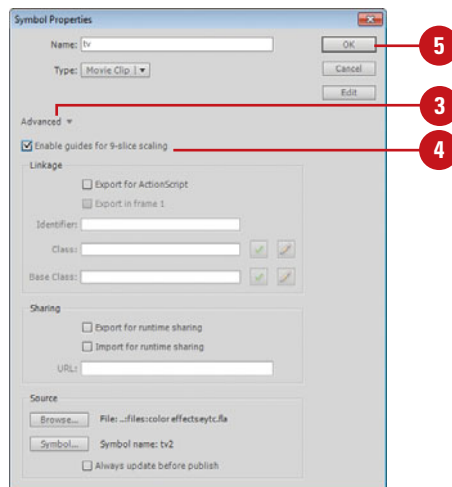 Symbol Properties
Name: tv
OK
5
Type: Movie Clip
Cancel
Edit
3
Advanced
Enable guides for 9-slice scaling
4
Linkage
Export for ActionScript
Export in frame 1
Identifier:
Class:
Base Class:
Sharing
Export for runtime sharing
Import for runtime sharing
URL:
Source
Browse... File: ...:files:color effectseytc.fla
Symbol... Symbol name: tv2
Always update before publish